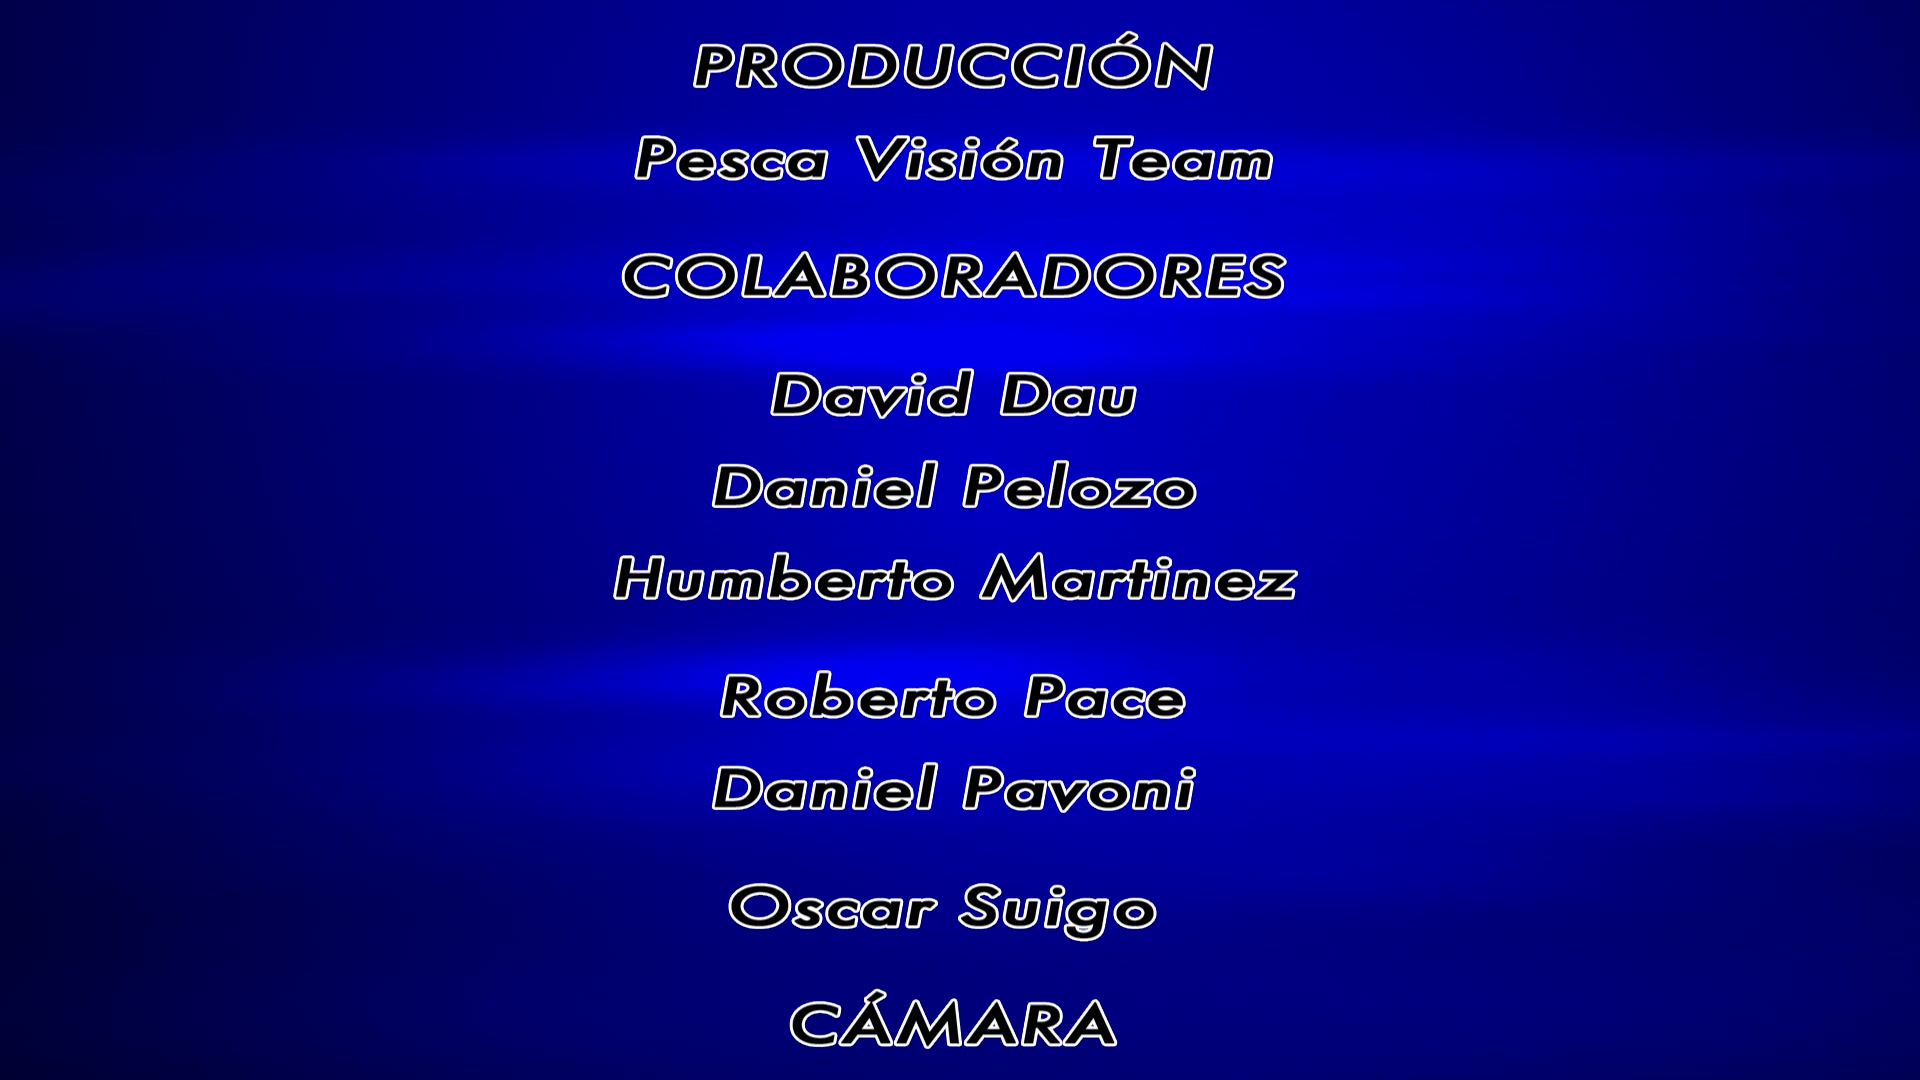 PRODUCCIÓN
Pesca Visión Team
COLABORADORES
David Dau
Daniel Pelozo
Humberto Martinez
Roberto Pace
Daniel Pavoni
Oscar Suigo
CÁMARA